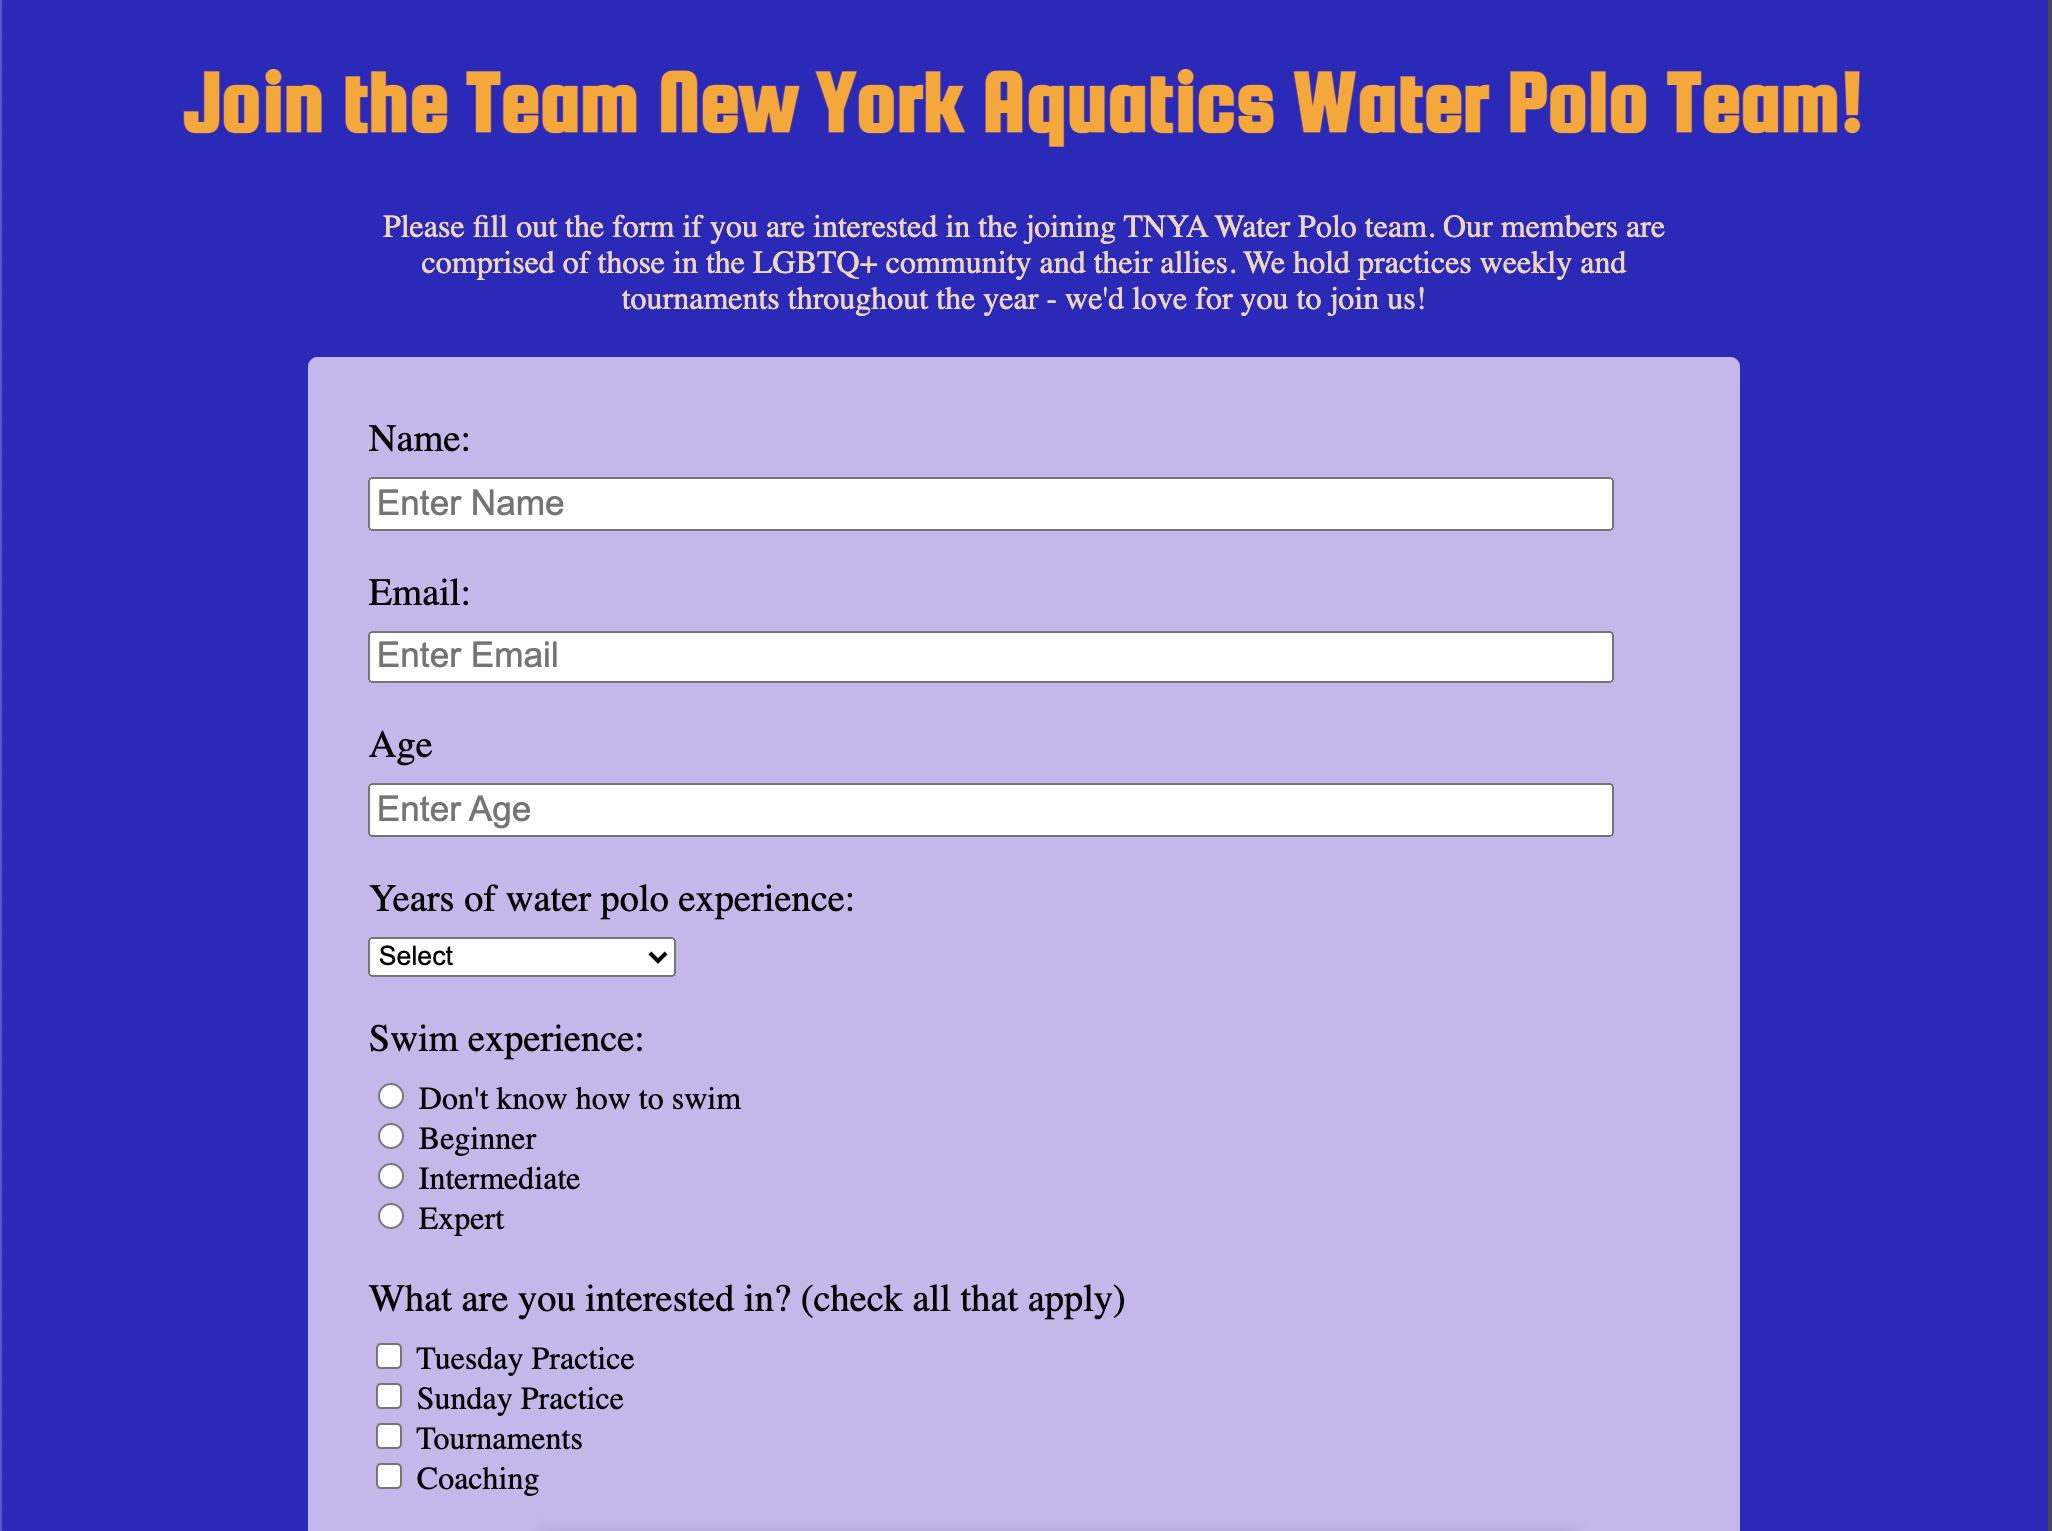 Join the Team New York Aquatics Water Polo Team!
Please fill out the form if you are interested in the joining TNYA Water Polo team. Our members are
comprised of those in the LGBTQ+ community and their allies. We hold practices weekly and
tournaments throughout the year - we'd love for you to join us!
Name:
Enter Name
Email:
Enter Email
Age
Enter Age
Years of water polo experience:
Select
Swim experience:
Don't know how to swim
Beginner
Intermediate
Expert
What are you interested in? (check all that apply)
Tuesday Practice
Sunday Practice
Tournaments
Coaching